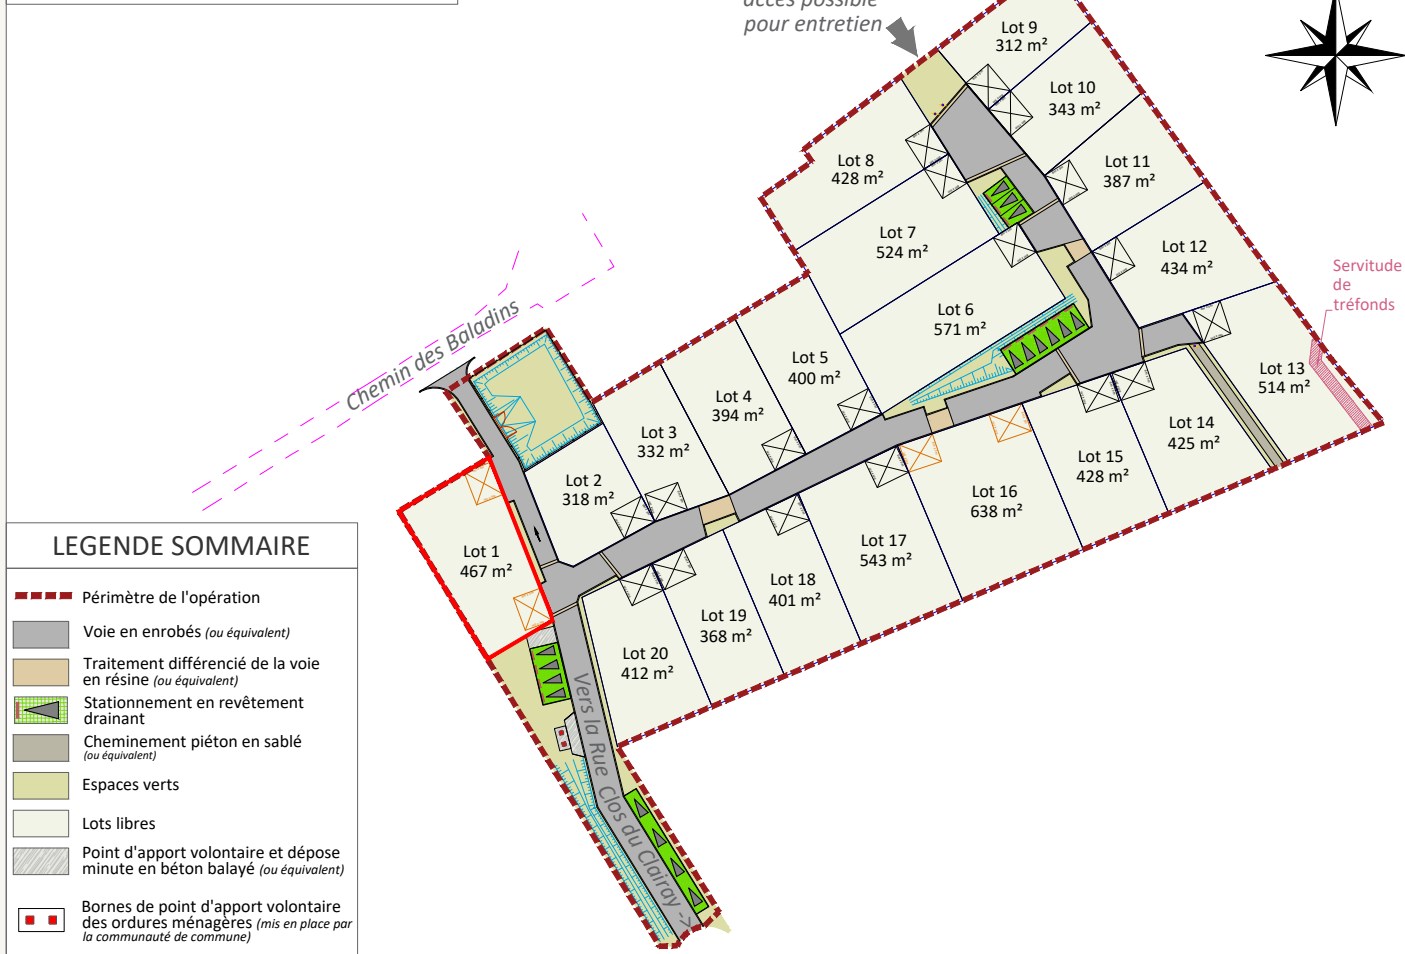 accès possible
pour entretien
Lot 9
312 m²
Lot 10
343 m²
Lot 8
428 m²
Lot 11
387 m²
Lot 7
524 m²
Lot 12
434 m²
Servitude
de
tréfonds
Lot 6
571 m²
Chemin des Baladins
Lot 5
400 m²
Lot 13
514 m²
Lot 4
394 m²
Lot 3
332 m²
Lot 14
425 m²
Lot 2
318 m²
Lot 15
428 m²
Lot 16
638 m²
Lot 1
467 m²
Lot 17
543 m²
Lot 18
401 m²
Lot 19
368 m²
Lot 20
412 m²
Vers la Rue Clos du Clairay ->
LEGENDE SOMMAIRE
Périmètre de l'opération
Voie en enrobés (ou équivalent)
Traitement différencié de la voie
en résine (ou équivalent)
Stationnement en revêtement
drainant
Cheminement piéton en sablé
(ou équivalent)
Espaces verts
Lots libres
Point d'apport volontaire et dépose
minute en béton balayé (ou équivalent)
Bornes de point d'apport volontaire
des ordures ménagères (mis en place par
la communauté de commune)